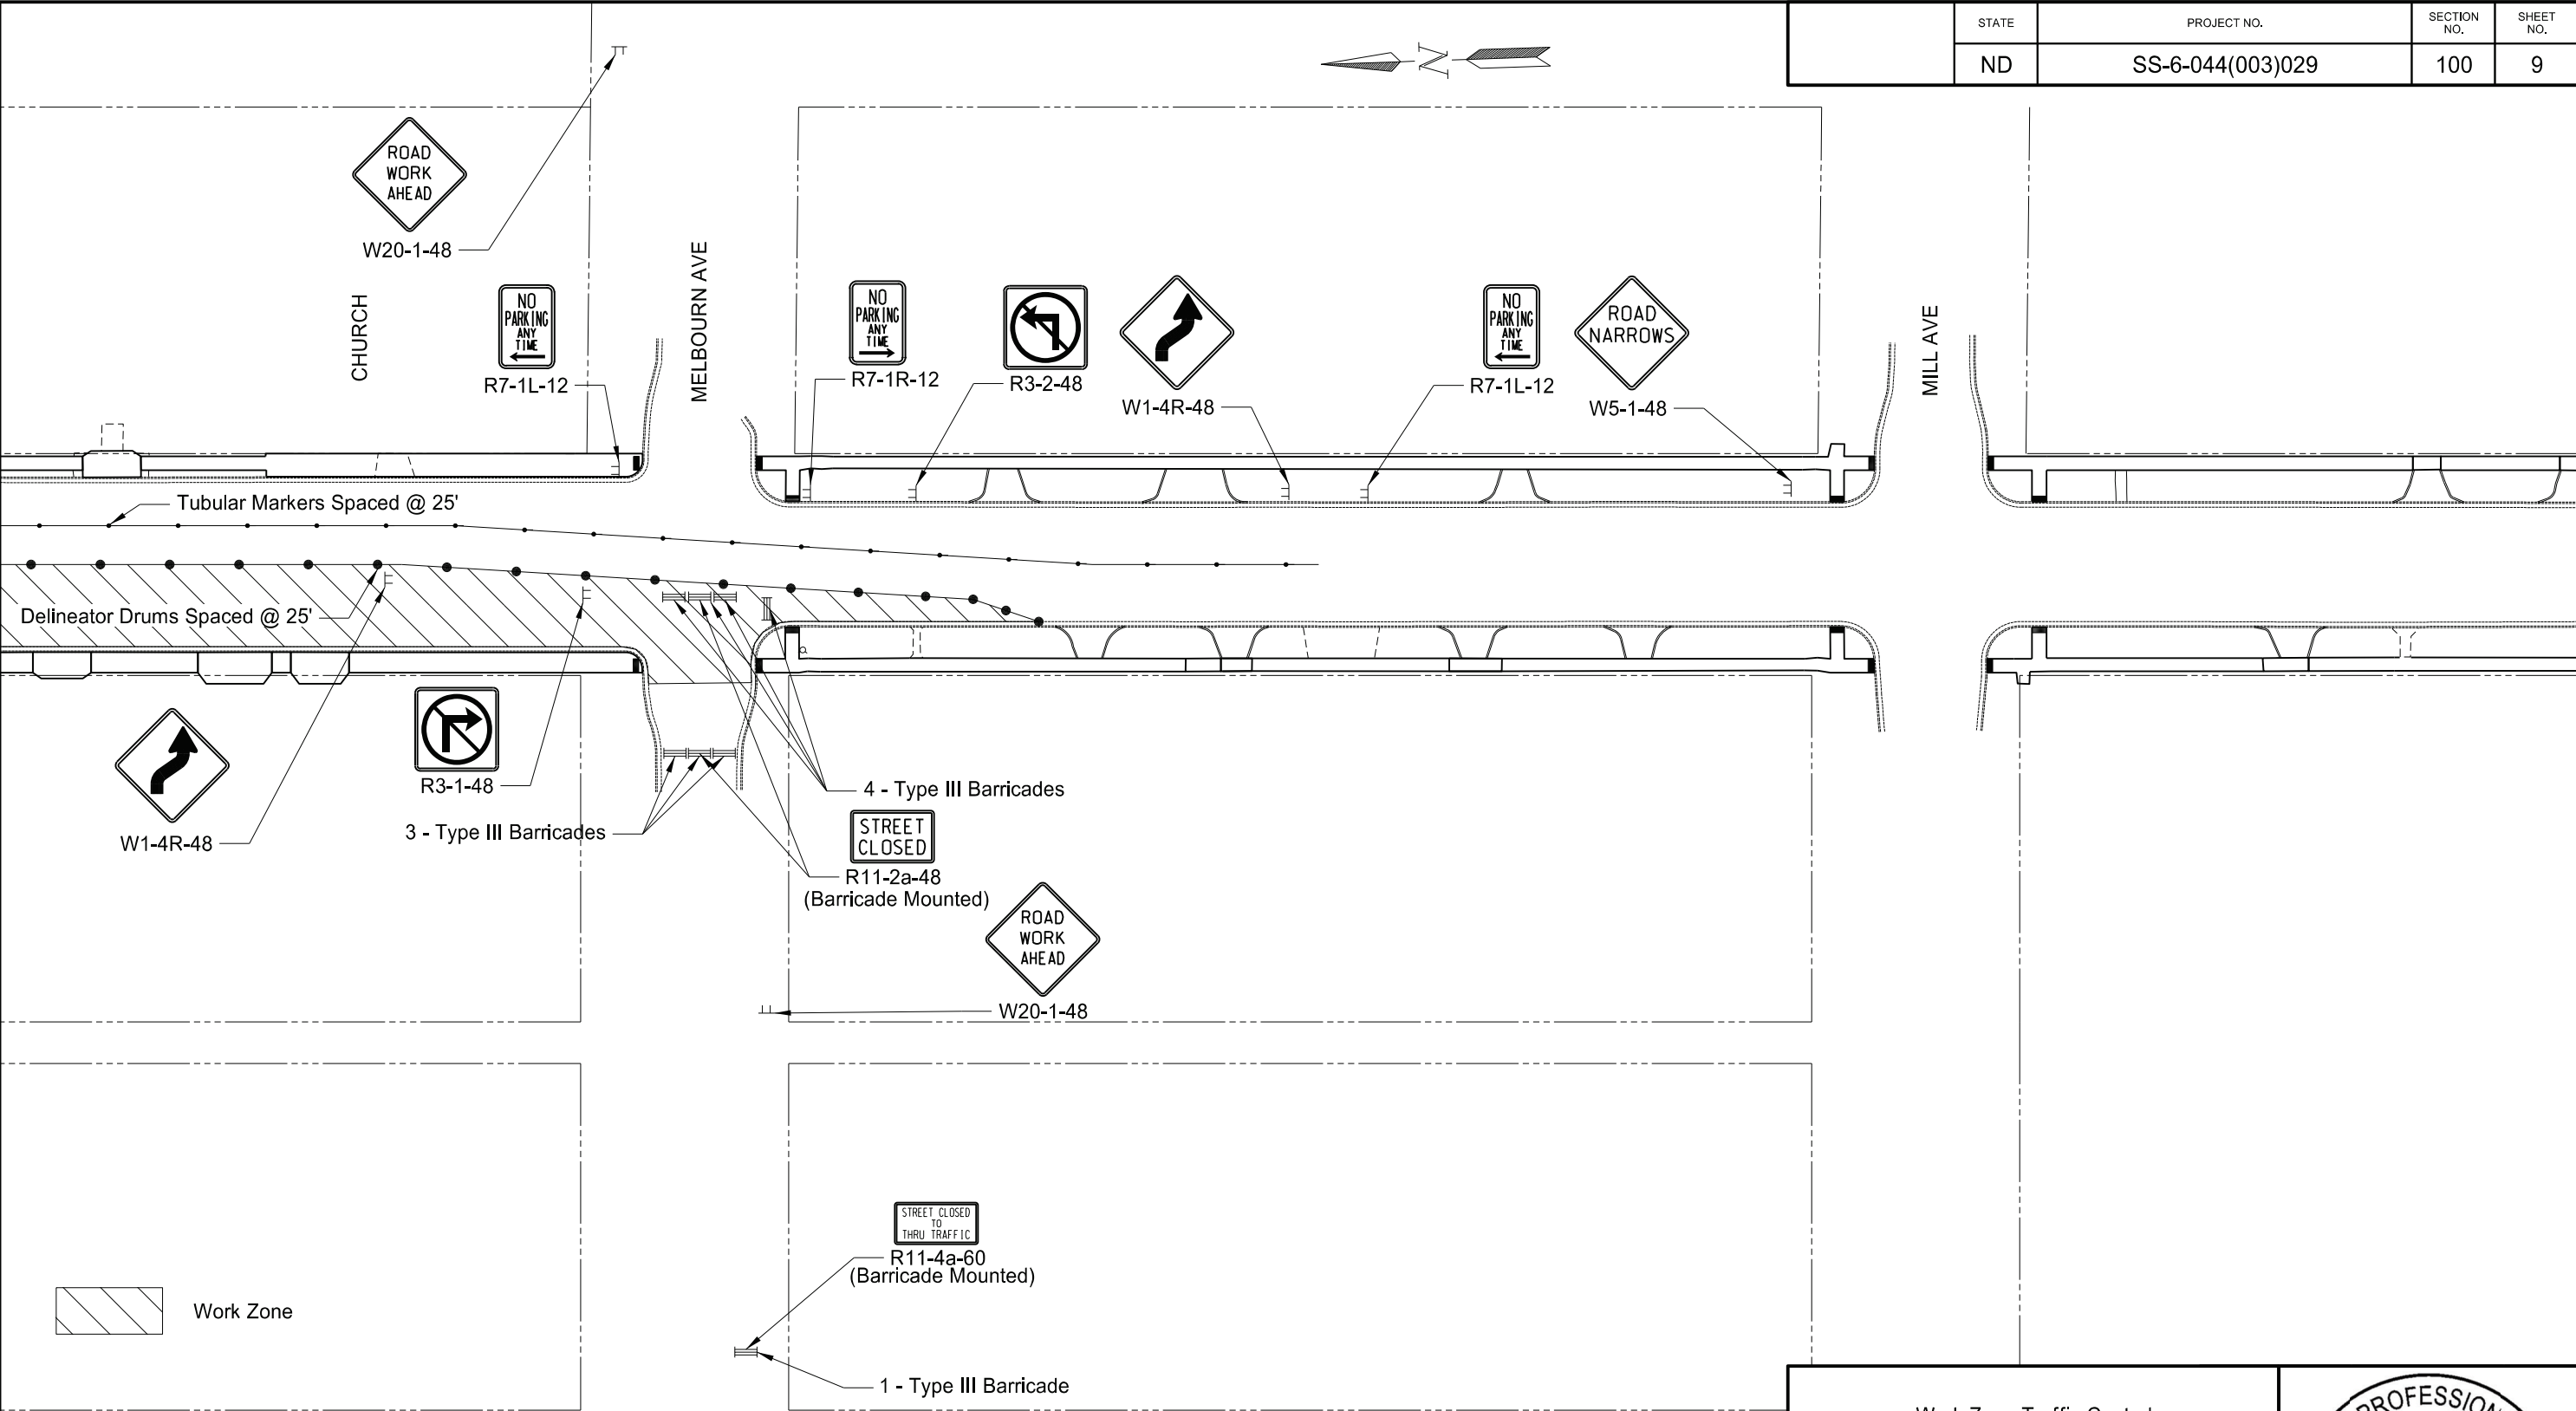 STATE
PROJECT NO.
SECTION
NO.
SHEET
NO.
ND
SS-6-044(003)029
100
9
N
ROAD
WORK
AHEAD
W20-1-48
CHURCH
MELBOURN AVE
MILL AVE
NO
PARKING
ANY
TIME
R7-1L-12
NO
PARKING
ANY
TIME
R7-1R-12
R3-2-48
W1-4R-48
NO
PARKING
ANY
TIME
R7-1L-12
ROAD
NARROWS
W5-1-48
Tubular Markers Spaced @ 25'
Delineator Drums Spaced @ 25'
W1-4R-48
R3-1-48
3 - Type III Barricades
4 - Type III Barricades
STREET
CLOSED
R11-2a-48
(Barricade Mounted)
ROAD
WORK
AHEAD
W20-1-48
STREET CLOSED
TO
THRU TRAFFIC
R11-4a-60
(Barricade Mounted)
1 - Type III Barricade
Work Zone
Work Zone Traffic Control